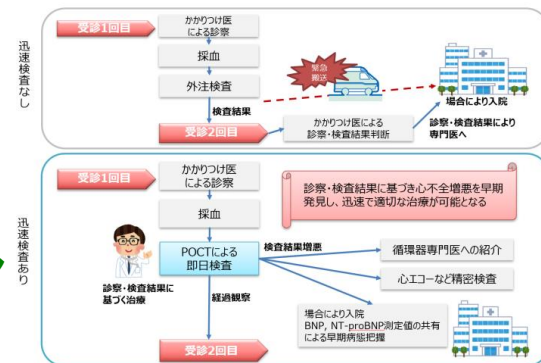 迅速検査なし
受診1回目
かかりつけ医
による診察
採血
外注検査
検査結果
受診2回目
かかりつけ医による
診察・検査結果判断
緊急
搬送
場合により入院
診察・検査結果により
専門医へ
迅速検査あり
受診1回目
かかりつけ医
による診察
採血
POCTによる
即日検査
診察・検査結果に
基づく治療
経過観察
受診2回目
診察・検査結果に基づき心不全増悪を早期
発見し、迅速で適切な治療が可能となる
検査結果増悪
循環器専門医への紹介
心エコーなど精密検査
場合により入院
BNP, NT-proBNP測定値の共有
による早期病態把握